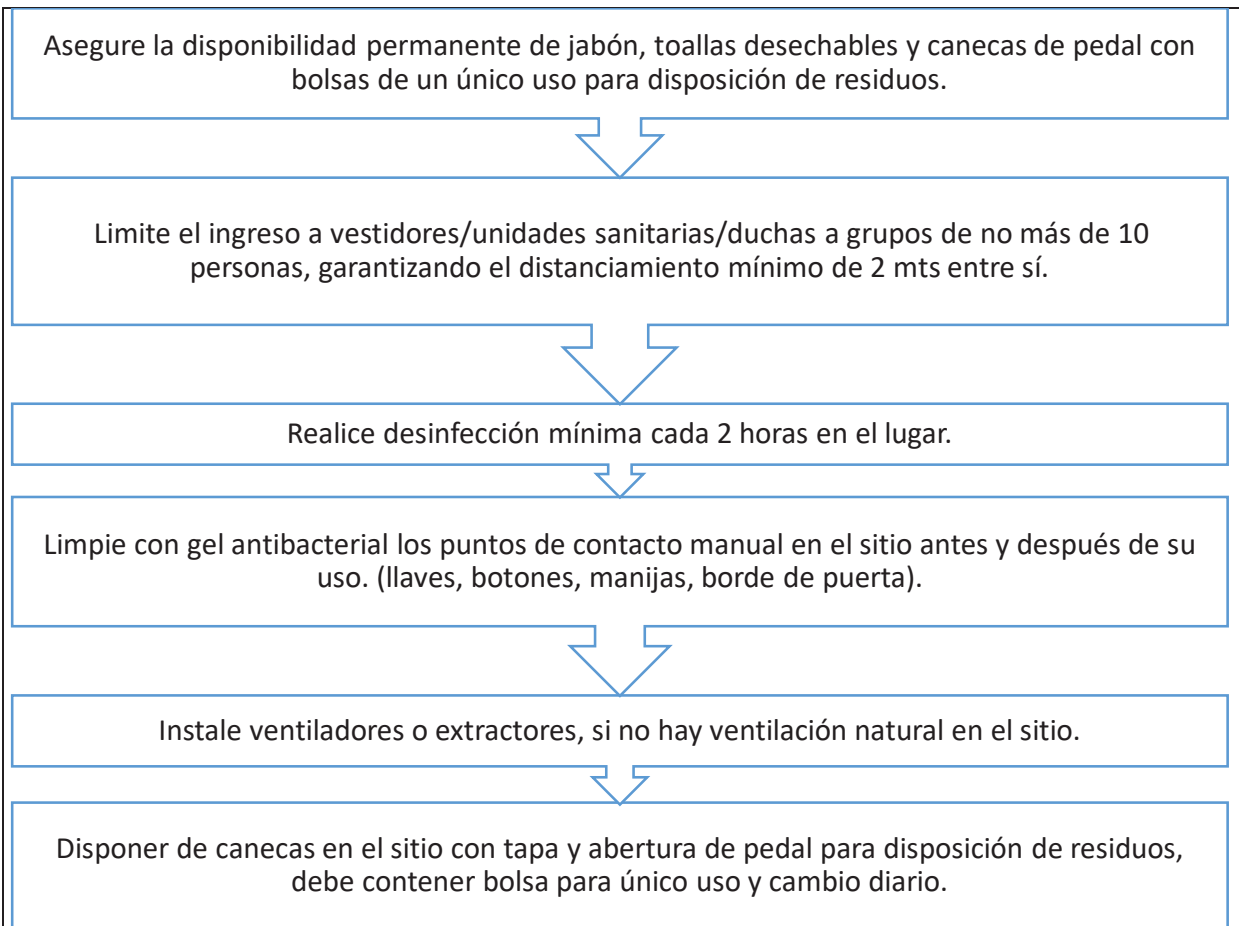 Asegure la disponibilidad permanente de jabón, toallas desechables y canecas de pedal con
bolsas de un único uso para disposición de residuos.
Limite el ingreso a vestidores/unidades sanitarias/duchas a grupos de no más de 10
personas, garantizando el distanciamiento mínimo de 2 mts entre sí.
Realice desinfección mínima cada 2 horas en el lugar.
Limpie con gel antibacterial los puntos de contacto manual en el sitio antes y después de su
uso. (llaves, botones, manijas, borde de puerta).
Instale ventiladores o extractores, si no hay ventilación natural en el sitio.
Disponer de canecas en el sitio con tapa y abertura de pedal para disposición de residuos,
debe contener bolsa para único uso y cambio diario.